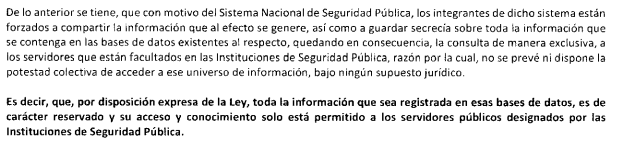 De lo anterior se tiene, que con motivo del Sistema Nacional de Seguridad Pública, los integrantes de dicho sistema están
forzados a compartir la información que al efecto se genere, así como a guardar secrecía sobre toda la información que
se contenga en las bases de datos existentes al respecto, quedando en consecuencia, la consulta de manera exclusiva, a
los servidores que están facultados en las Instituciones de Seguridad Pública, razón por la cual, no se prevé ni dispone la
potestad colectiva de acceder a ese universo de información, bajo ningún supuesto jurídico.
Es decir, que, por disposición expresa de la Ley, toda la información que sea registrada en esas bases de datos, es de
carácter reservado y su acceso y conocimiento solo está permitido a los servidores públicos designados por las
Instituciones de Seguridad Pública.